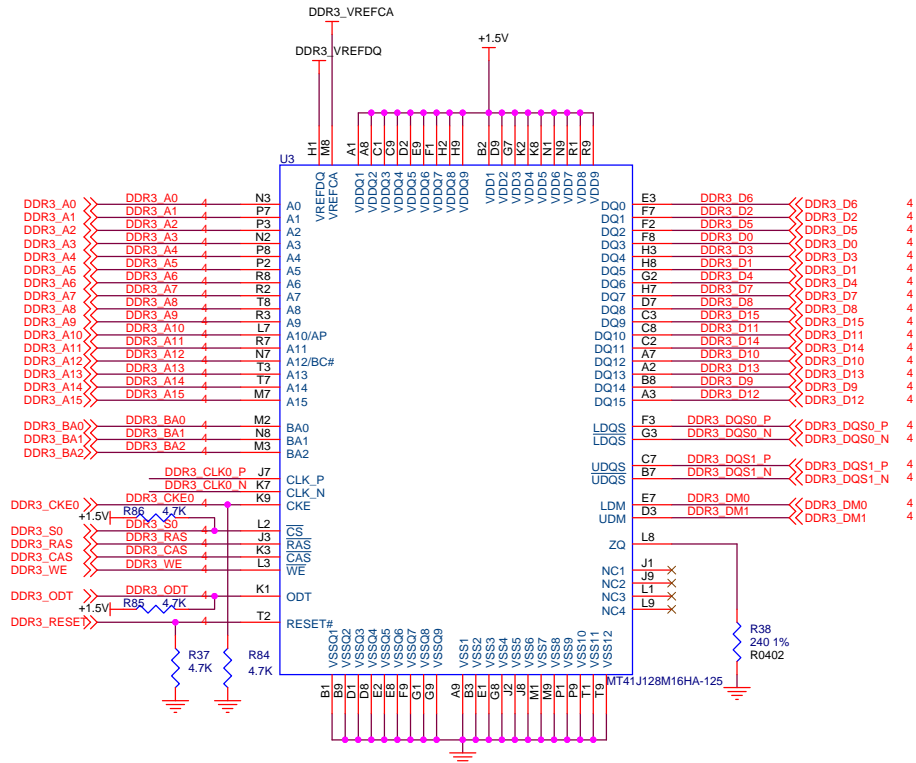 DDR3_VREFCA
DDR3_VREFDQ
+1.5V
H1 M8 A1 A8 C1 C9 D2 E9 F1 H2 H9 B2 D9 G7 K2 K8 N1 N9 R1 R9
U3
VREFDQ VREFCA VDDQ1 VDDQ2 VDDQ3 VDDQ4 VDDQ5 VDDQ6 VDDQ7 VDDQ8 VDDQ9 VDD1 VDD2 VDD3 VDD4 VDD5 VDD6 VDD7 VDD8 VDD9
DDR3_A0 DDR3_A0 4 N3 A0
DDR3_A1 DDR3_A1 4 P7 A1
DDR3_A2 DDR3_A2 4 P3 A2
DDR3_A3 DDR3_A3 4 N2 A3
DDR3_A4 DDR3_A4 4 P8 A4
DDR3_A5 DDR3_A5 4 P2 A5
DDR3_A6 DDR3_A6 4 R8 A6
DDR3_A7 DDR3_A7 4 R2 A7
DDR3_A8 DDR3_A8 4 T8 A8
DDR3_A9 DDR3_A9 4 R3 A9
DDR3_A10 DDR3_A10 4 L7 A10/AP
DDR3_A11 DDR3_A11 4 R7 A11
DDR3_A12 DDR3_A12 4 N7 A12/BC#
DDR3_A13 DDR3_A13 4 T3 A13
DDR3_A14 DDR3_A14 4 T7 A14
DDR3_A15 DDR3_A15 4 M7 A15
DDR3_BA0 DDR3_BA0 4 M2 BA0
DDR3_BA1 DDR3_BA1 4 N8 BA1
DDR3_BA2 DDR3_BA2 4 M3 BA2
DDR3_CLK0_P J7 CLK_P
DDR3_CLK0_N K7 CLK_N
DDR3_CKE0 DDR3_CKE0 4 K9 CKE
+1.5V R86 4.7K
DDR3_S0 DDR3_S0 4 L2 CS
DDR3_RAS DDR3_RAS 4 J3 RAS
DDR3_CAS DDR3_CAS 4 K3 CAS
DDR3_WE DDR3_WE 4 L3 WE
DDR3_ODT DDR3_ODT 4 K1 ODT
+1.5V R85 4.7K
DDR3_RESET 4 T2 RESET#
R37 4.7K
R84 4.7K
DQ0 E3 DDR3_D6 DDR3_D6 4
DQ1 F7 DDR3_D2 DDR3_D2 4
DQ2 F2 DDR3_D5 DDR3_D5 4
DQ3 F8 DDR3_D0 DDR3_D0 4
DQ4 H3 DDR3_D3 DDR3_D3 4
DQ5 H8 DDR3_D1 DDR3_D1 4
DQ6 G2 DDR3_D4 DDR3_D4 4
DQ7 H7 DDR3_D7 DDR3_D7 4
DQ8 D7 DDR3_D8 DDR3_D8 4
DQ9 C3 DDR3_D15 DDR3_D15 4
DQ10 C8 DDR3_D11 DDR3_D11 4
DQ11 C2 DDR3_D14 DDR3_D14 4
DQ12 A7 DDR3_D10 DDR3_D10 4
DQ13 A2 DDR3_D13 DDR3_D13 4
DQ14 B8 DDR3_D9 DDR3_D9 4
DQ15 A3 DDR3_D12 DDR3_D12 4
LDQS F3 DDR3_DQS0_P DDR3_DQS0_P 4
LDQS G3 DDR3_DQS0_N DDR3_DQS0_N 4
UDQS C7 DDR3_DQS1_P DDR3_DQS1_P 4
UDQS B7 DDR3_DQS1_N DDR3_DQS1_N 4
LDM E7 DDR3_DM0 DDR3_DM0 4
UDM D3 DDR3_DM1 DDR3_DM1 4
ZQ L8
NC1 J1
NC2 J9
NC3 L1
NC4 L9
R38
240 1%
R0402
VSSQ1 VSSQ2 VSSQ3 VSSQ4 VSSQ5 VSSQ6 VSSQ7 VSSQ8 VSSQ9 VSS1 VSS2 VSS3 VSS4 VSS5 VSS6 VSS7 VSS8 VSS9 VSS10 VSS11 VSS12
MT41J128M16HA-125
B1 B9 D1 D8 E2 E8 F9 G1 G9 A9 B3 E1 G8 J2 J8 M1 M9 P1 P9 T1 T9